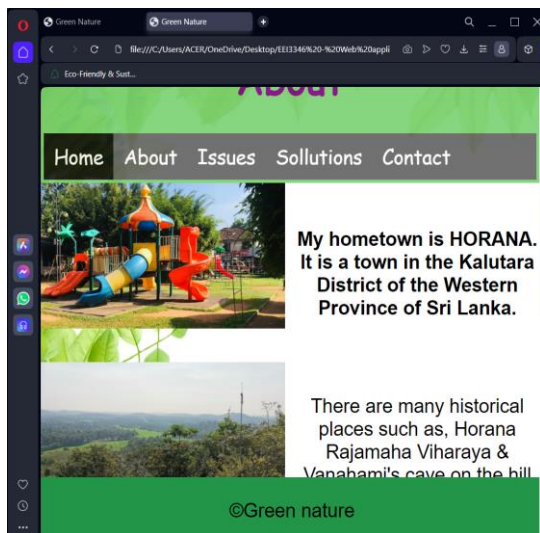 Green Nature
Green Nature
file:///C:/Users/ACER/OneDrive/Desktop/EEI3346%20-%20Web%20appli
Eco-Friendly & Sust...
About
Home About Issues Sollutions Contact
My hometown is HORANA.
It is a town in the Kalutara
District of the Western
Province of Sri Lanka.
There are many historical
places such as, Horana
Rajamaha Viharaya &
Vanahami's cave on the hill
©Green nature